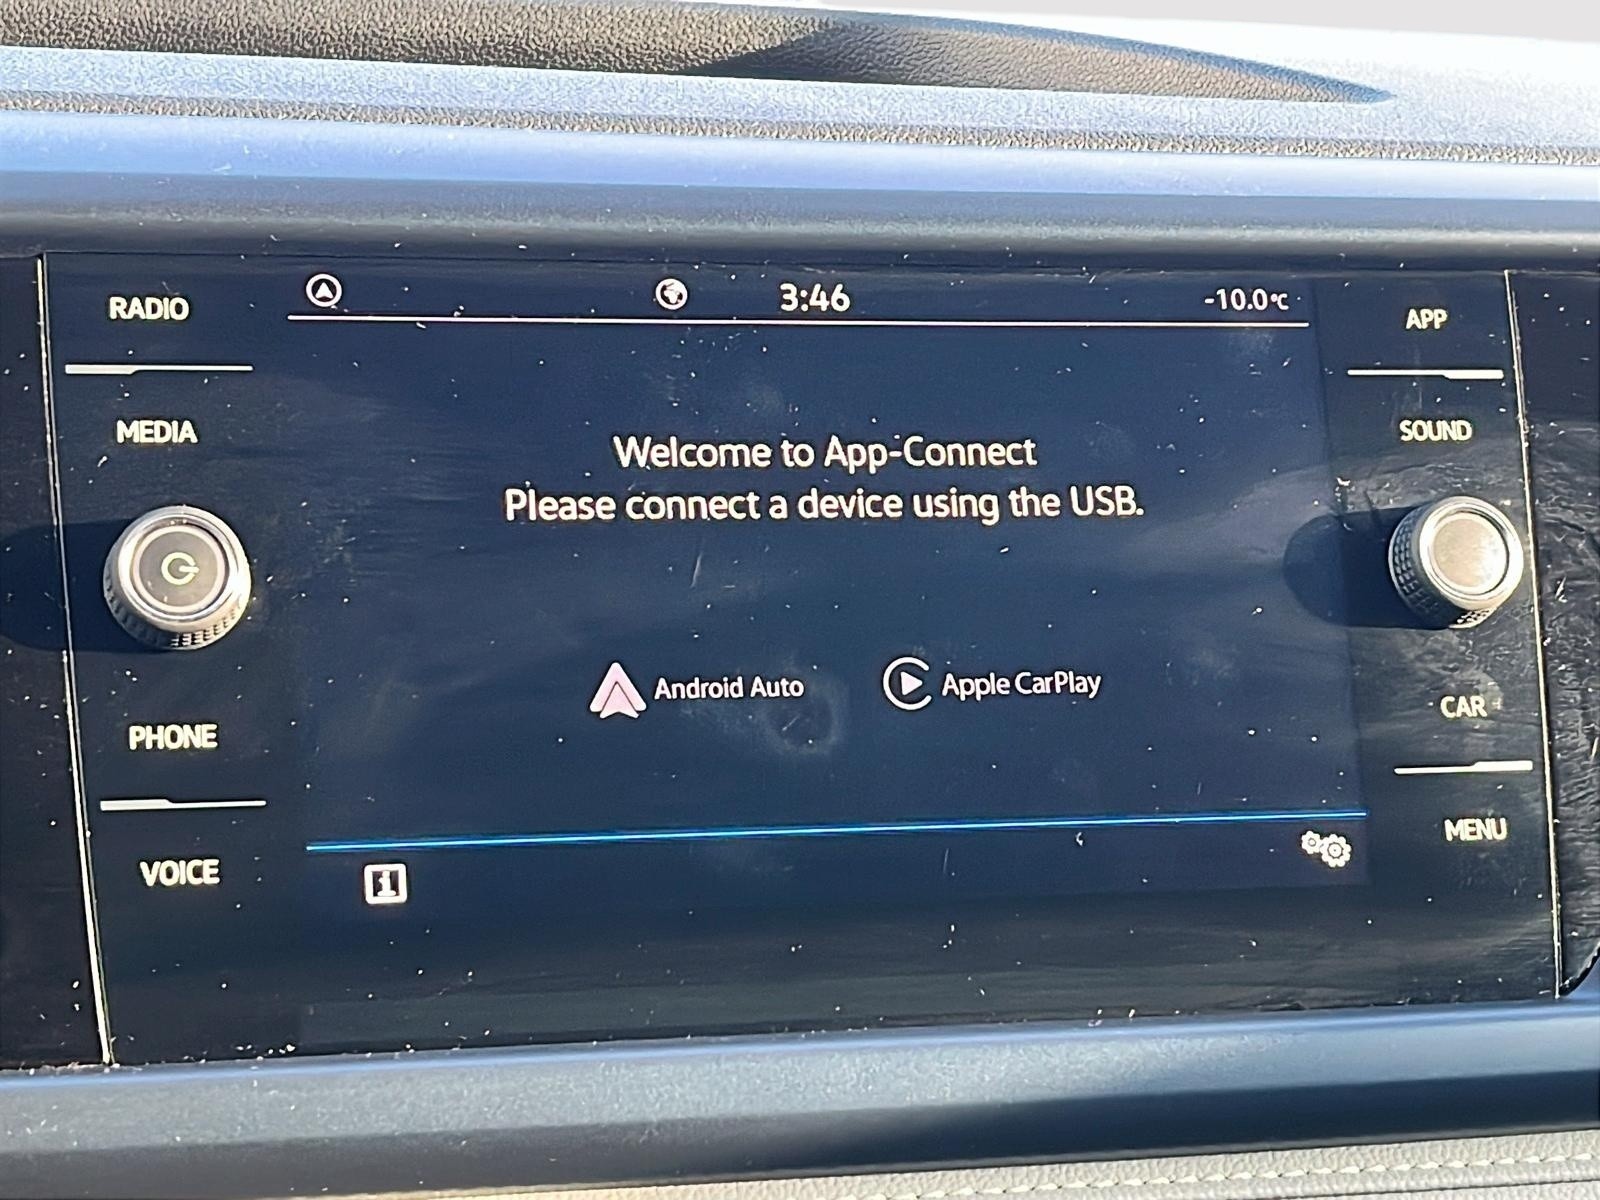 RADIO
MEDIA
PHONE
VOICE
3:46
-10.0°C
Welcome to App-Connect
Please connect a device using the USB.
Android Auto
Apple CarPlay
i
APP
SOUND
CAR
MENU